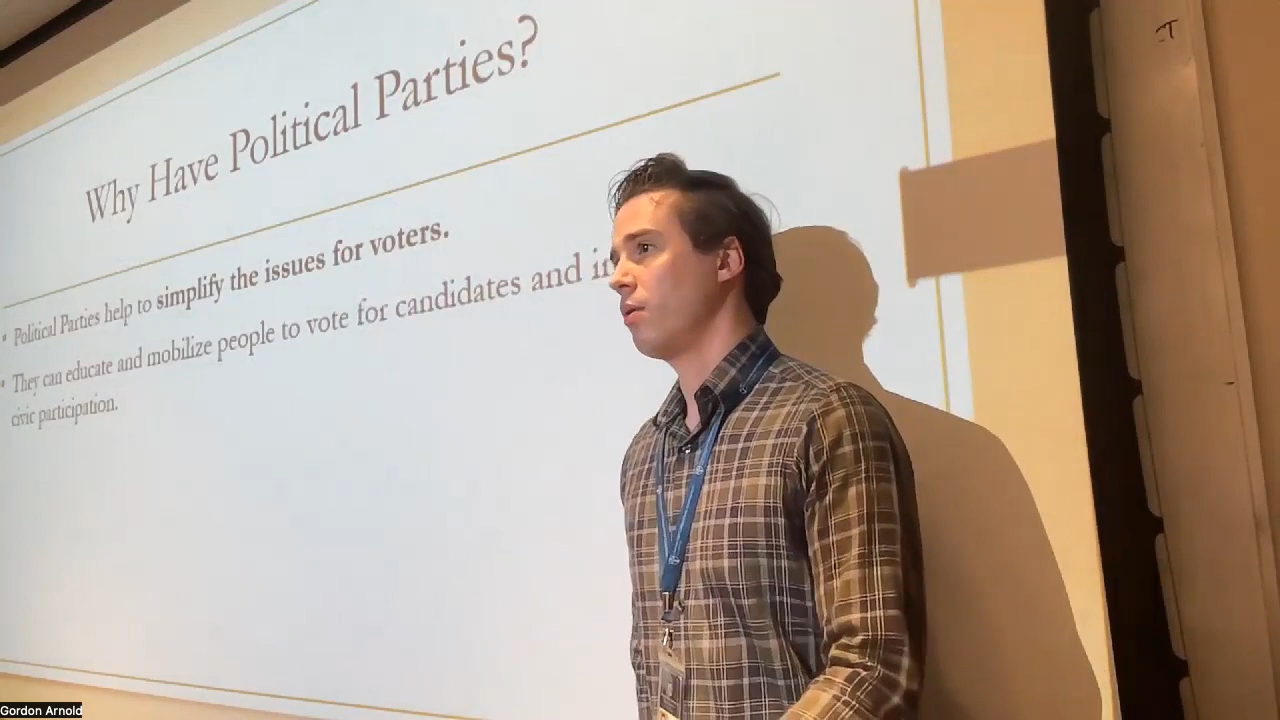 Why Have Political Parties?
• Political Parties help to simplify the issues for voters.
• They can educate and mobilize people to vote for candidates and
civic participation.
CT
Gordon Arnold